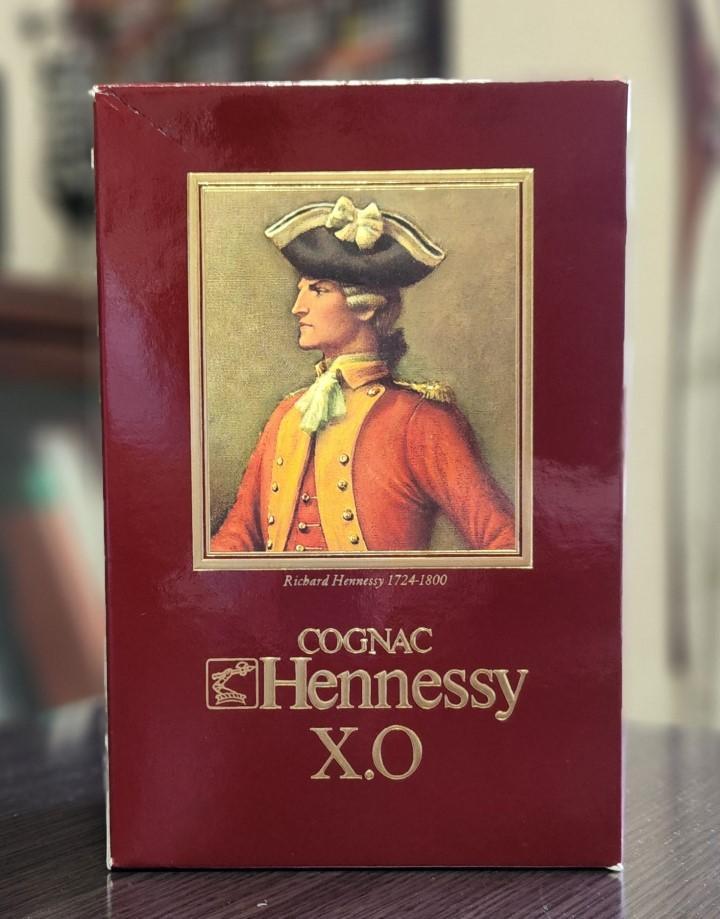 Richard Hennessy 1724-1800
COGNAC
Hennessy
X.O